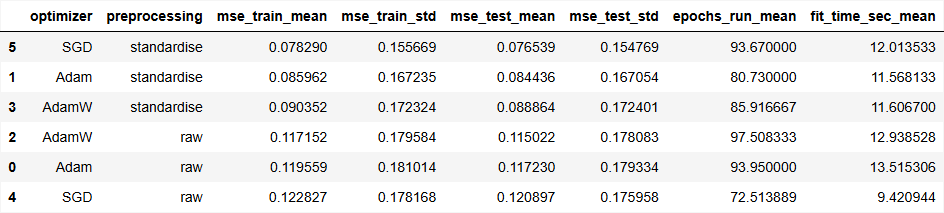 optimizer preprocessing mse_train_mean mse_train_std mse_test_mean mse_test_std epochs_run_mean fit_time_sec_mean
5 SGD standardise 0.078290 0.155669 0.076539 0.154769 93.670000 12.013533
1 Adam standardise 0.085962 0.167235 0.084436 0.167054 80.730000 11.568133
3 AdamW standardise 0.090352 0.172324 0.088864 0.172401 85.916667 11.606700
2 AdamW raw 0.117152 0.179584 0.115022 0.178083 97.508333 12.938528
0 Adam raw 0.119559 0.181014 0.117230 0.179334 93.950000 13.515306
4 SGD raw 0.122827 0.178168 0.120897 0.175958 72.513889 9.420944